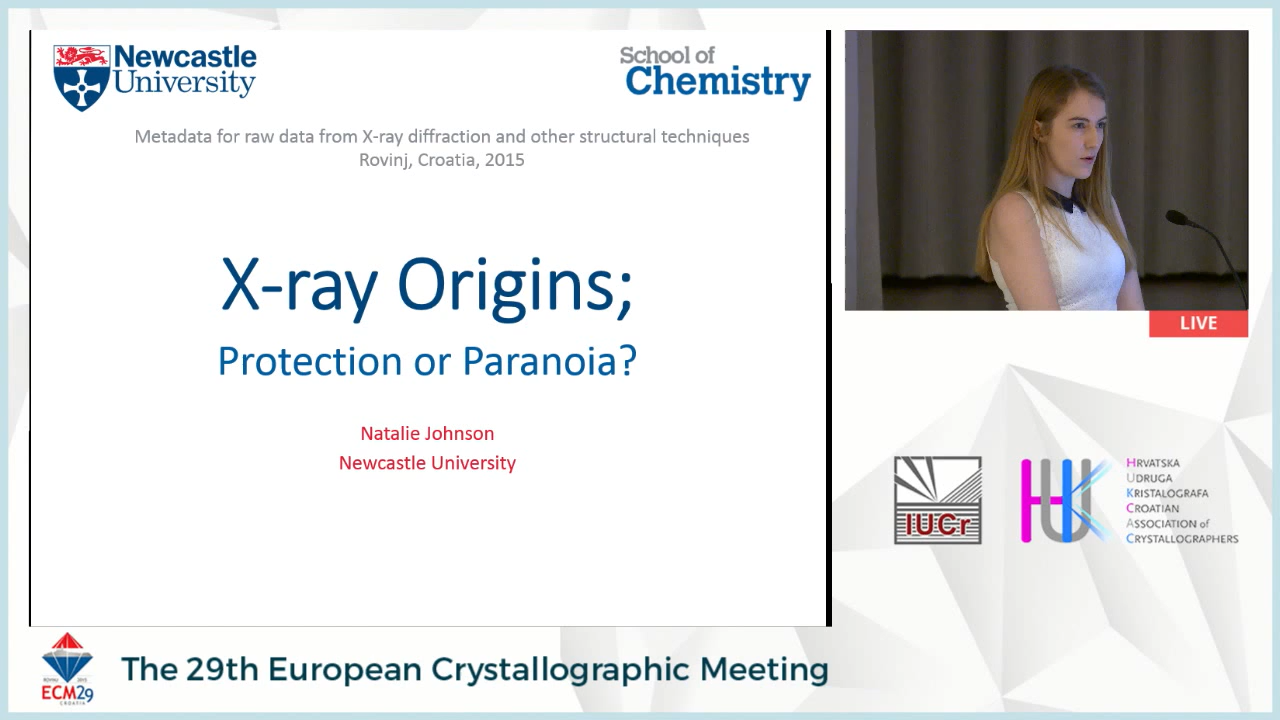 Newcastle
University
School of
Chemistry
Metadata for raw data from X-ray diffraction and other structural techniques
Rovinj, Croatia, 2015
X-ray Origins;
Protection or Paranoia?
Natalie Johnson
Newcastle University
LIVE
IUCr
HUK
HRVATSKA
UDRUGA
KRISTALOGRAFA
CROATIAN
ASSOCIATION of
CRYSTALLOGRAPHERS
ECM29
CROATIA
The 29th European Crystallographic Meeting